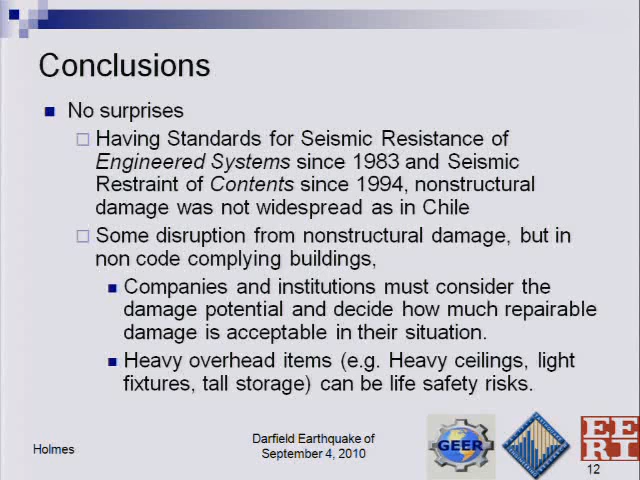 Conclusions
No surprises
Having Standards for Seismic Resistance of
Engineered Systems since 1983 and Seismic
Restraint of Contents since 1994, nonstructural
damage was not widespread as in Chile
Some disruption from nonstructural damage, but in
non code complying buildings,
Companies and institutions must consider the
damage potential and decide how much repairable
damage is acceptable in their situation.
Heavy overhead items (e.g. Heavy ceilings, light
fixtures, tall storage) can be life safety risks.
Holmes
Darfield Earthquake of
September 4, 2010
GEER
EE
RI
12